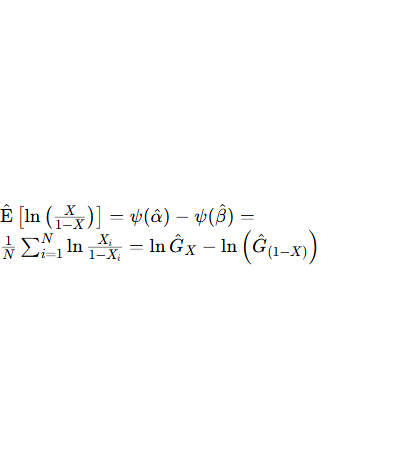 Ê [ln (X/(1−X))] = ψ(α̂) − ψ(β̂) =
1/N ∑_{i=1}^{N} ln X_i/(1−X_i) = ln Ĝ_X − ln (Ĝ_{(1−X)})